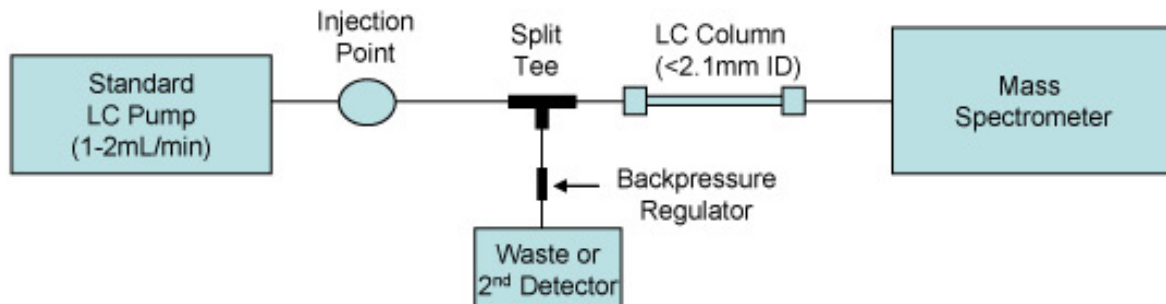 Injection
Point
Split
Tee
LC Column
(<2.1mm ID)
Standard
LC Pump
(1-2mL/min)
Mass
Spectrometer
Backpressure
Regulator
Waste or
2nd Detector